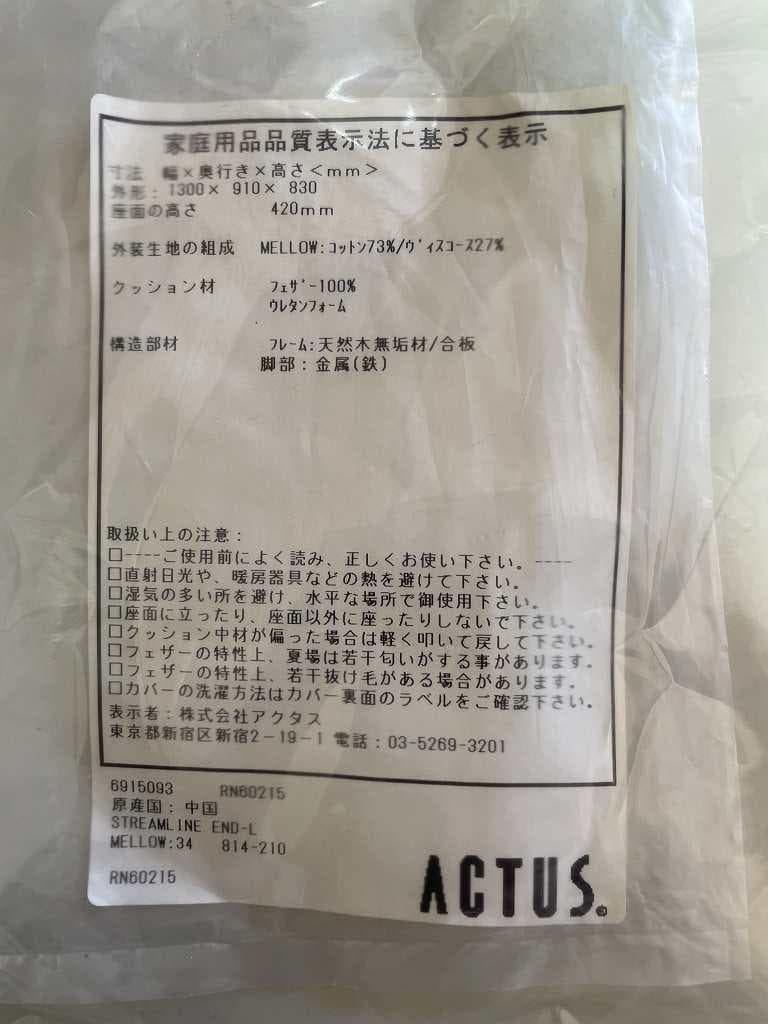 家庭用品品質表示法に基づく表示
寸法 幅×奥行き×高さ<mm>
外形: 1300× 910× 830
座面の高さ 420mm
外装生地の組成 MELLOW:コットン73%/ヴィスコース27%
クッション材 フェザー100%
ウレタンフォーム
構造部材 フレーム:天然木無垢材/合板
脚部:金属(鉄)
取扱い上の注意:
□----ご使用前によく読み、正しくお使い下さい。----
□直射日光や、暖房器具などの熱を避けて下さい。
□湿気の多い所を避け、水平な場所で御使用下さい。
□座面に立ったり、座面以外に座ったりしないで下さい。
□クッション中材が偏った場合は軽く叩いて戻して下さい。
□フェザーの特性上、夏場は若干匂いがする事があります。
□フェザーの特性上、若干抜け毛がある場合があります。
□カバーの洗濯方法はカバー裏面のラベルをご確認下さい。
表示者:株式会社アクタス
東京都新宿区新宿2-19-1 電話:03-5269-3201
6915093 RN60215
原産国: 中国
STREAMLINE END-L
MELLOW:34 814-210
RN60215
ACTUS®